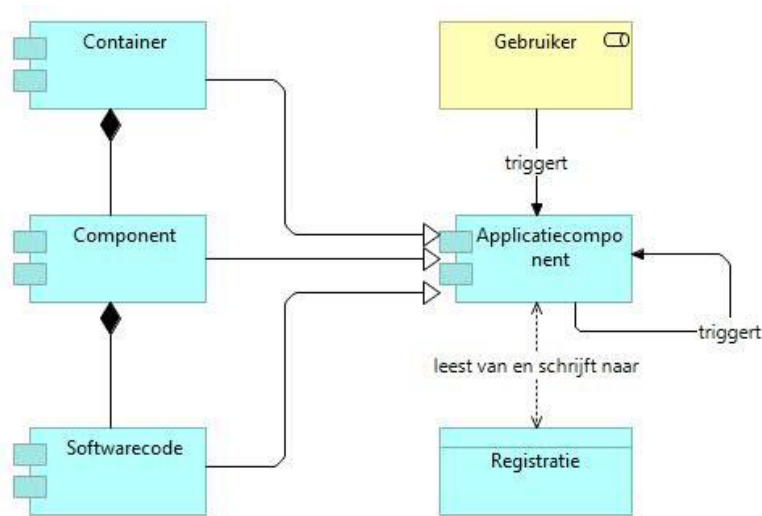 Container
Gebruiker
triggert
Component
Applicatiecompo
nent
triggert
leest van en schrijft naar
Softwarecode
Registratie